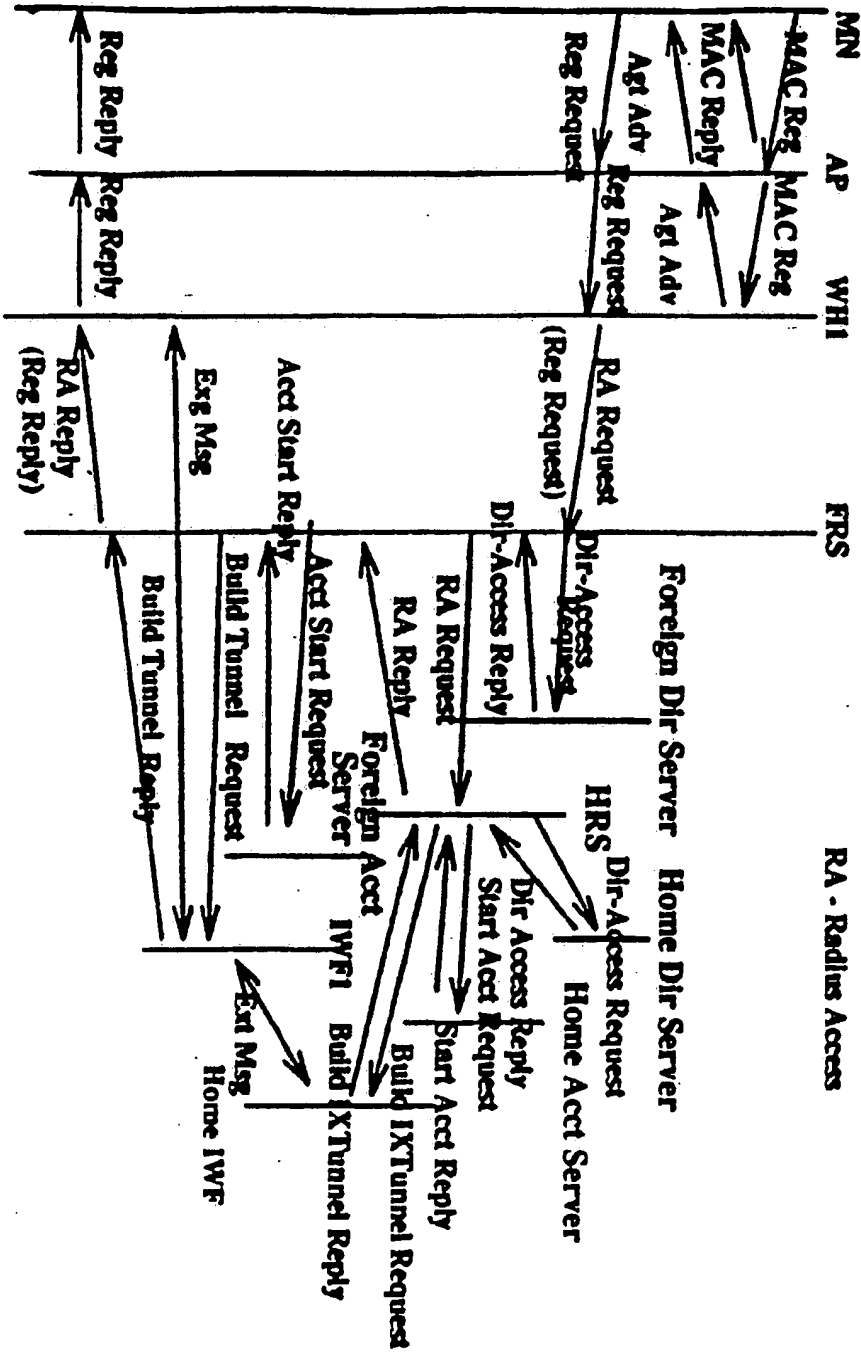 RA - Radius Access
MN
AP
WH1
FRS
Foreign Dir Server
Home Dir Server
MAC Reg
MAC Reg
MAC Reply
Agt Adv
Agt Adv
Reg Request
Reg Request
RA Request
(Reg Request)
Dir-Access
Request
Dir-Access Reply
HRS
Dir-Access Request
Home Acct Server
Dir Access Reply
RA Request
Start Acct Request
Start Acct Reply
RA Reply
Build IXTunnel Request
Foreign Acct
Server
Build IXTunnel Reply
Acct Start Request
Acct Start Reply
IWF1
Build Tunnel Request
Ext Msg
Home IWF
Exg Msg
Build Tunnel Reply
Reg Reply
Reg Reply
RA Reply
(Reg Reply)